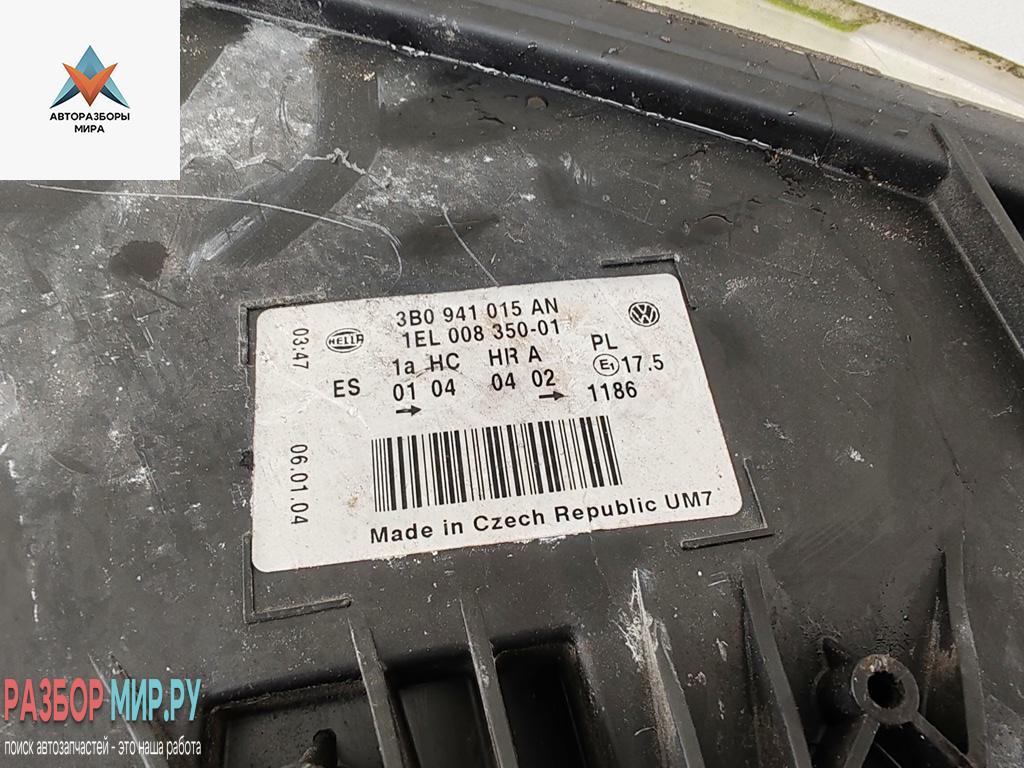 АВТОРАЗБОРЫ
МИРА
03:47
HELLA
3B0 941 015 AN
1EL 008 350-01
1a HC HR A PL
ES 01 04 04 02 E1 17.5
1186
06.01.04
Made in Czech Republic UM7
РАЗБОРМИР.РУ
поиск автозапчастей - это наша работа